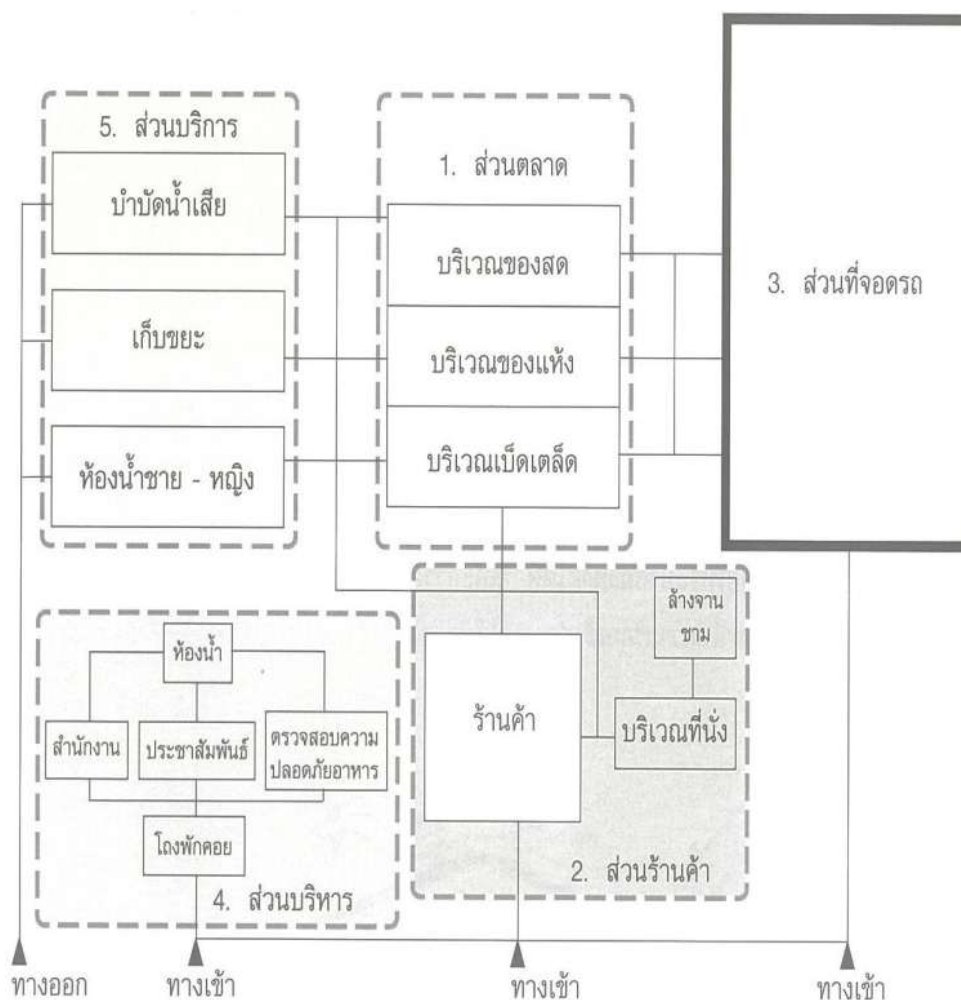 5. ส่วนบริการ
บำบัดน้ำเสีย
เก็บขยะ
ห้องน้ำชาย - หญิง
1. ส่วนตลาด
บริเวณของสด
บริเวณของแห้ง
บริเวณเบ็ดเตล็ด
3. ส่วนที่จอดรถ
ห้องน้ำ
สำนักงาน
ประชาสัมพันธ์
ตรวจสอบความ
ปลอดภัยอาหาร
โถงพักคอย
4. ส่วนบริหาร
ล้างจาน
ชาม
ร้านค้า
บริเวณที่นั่ง
2. ส่วนร้านค้า
ทางออก
ทางเข้า
ทางเข้า
ทางเข้า